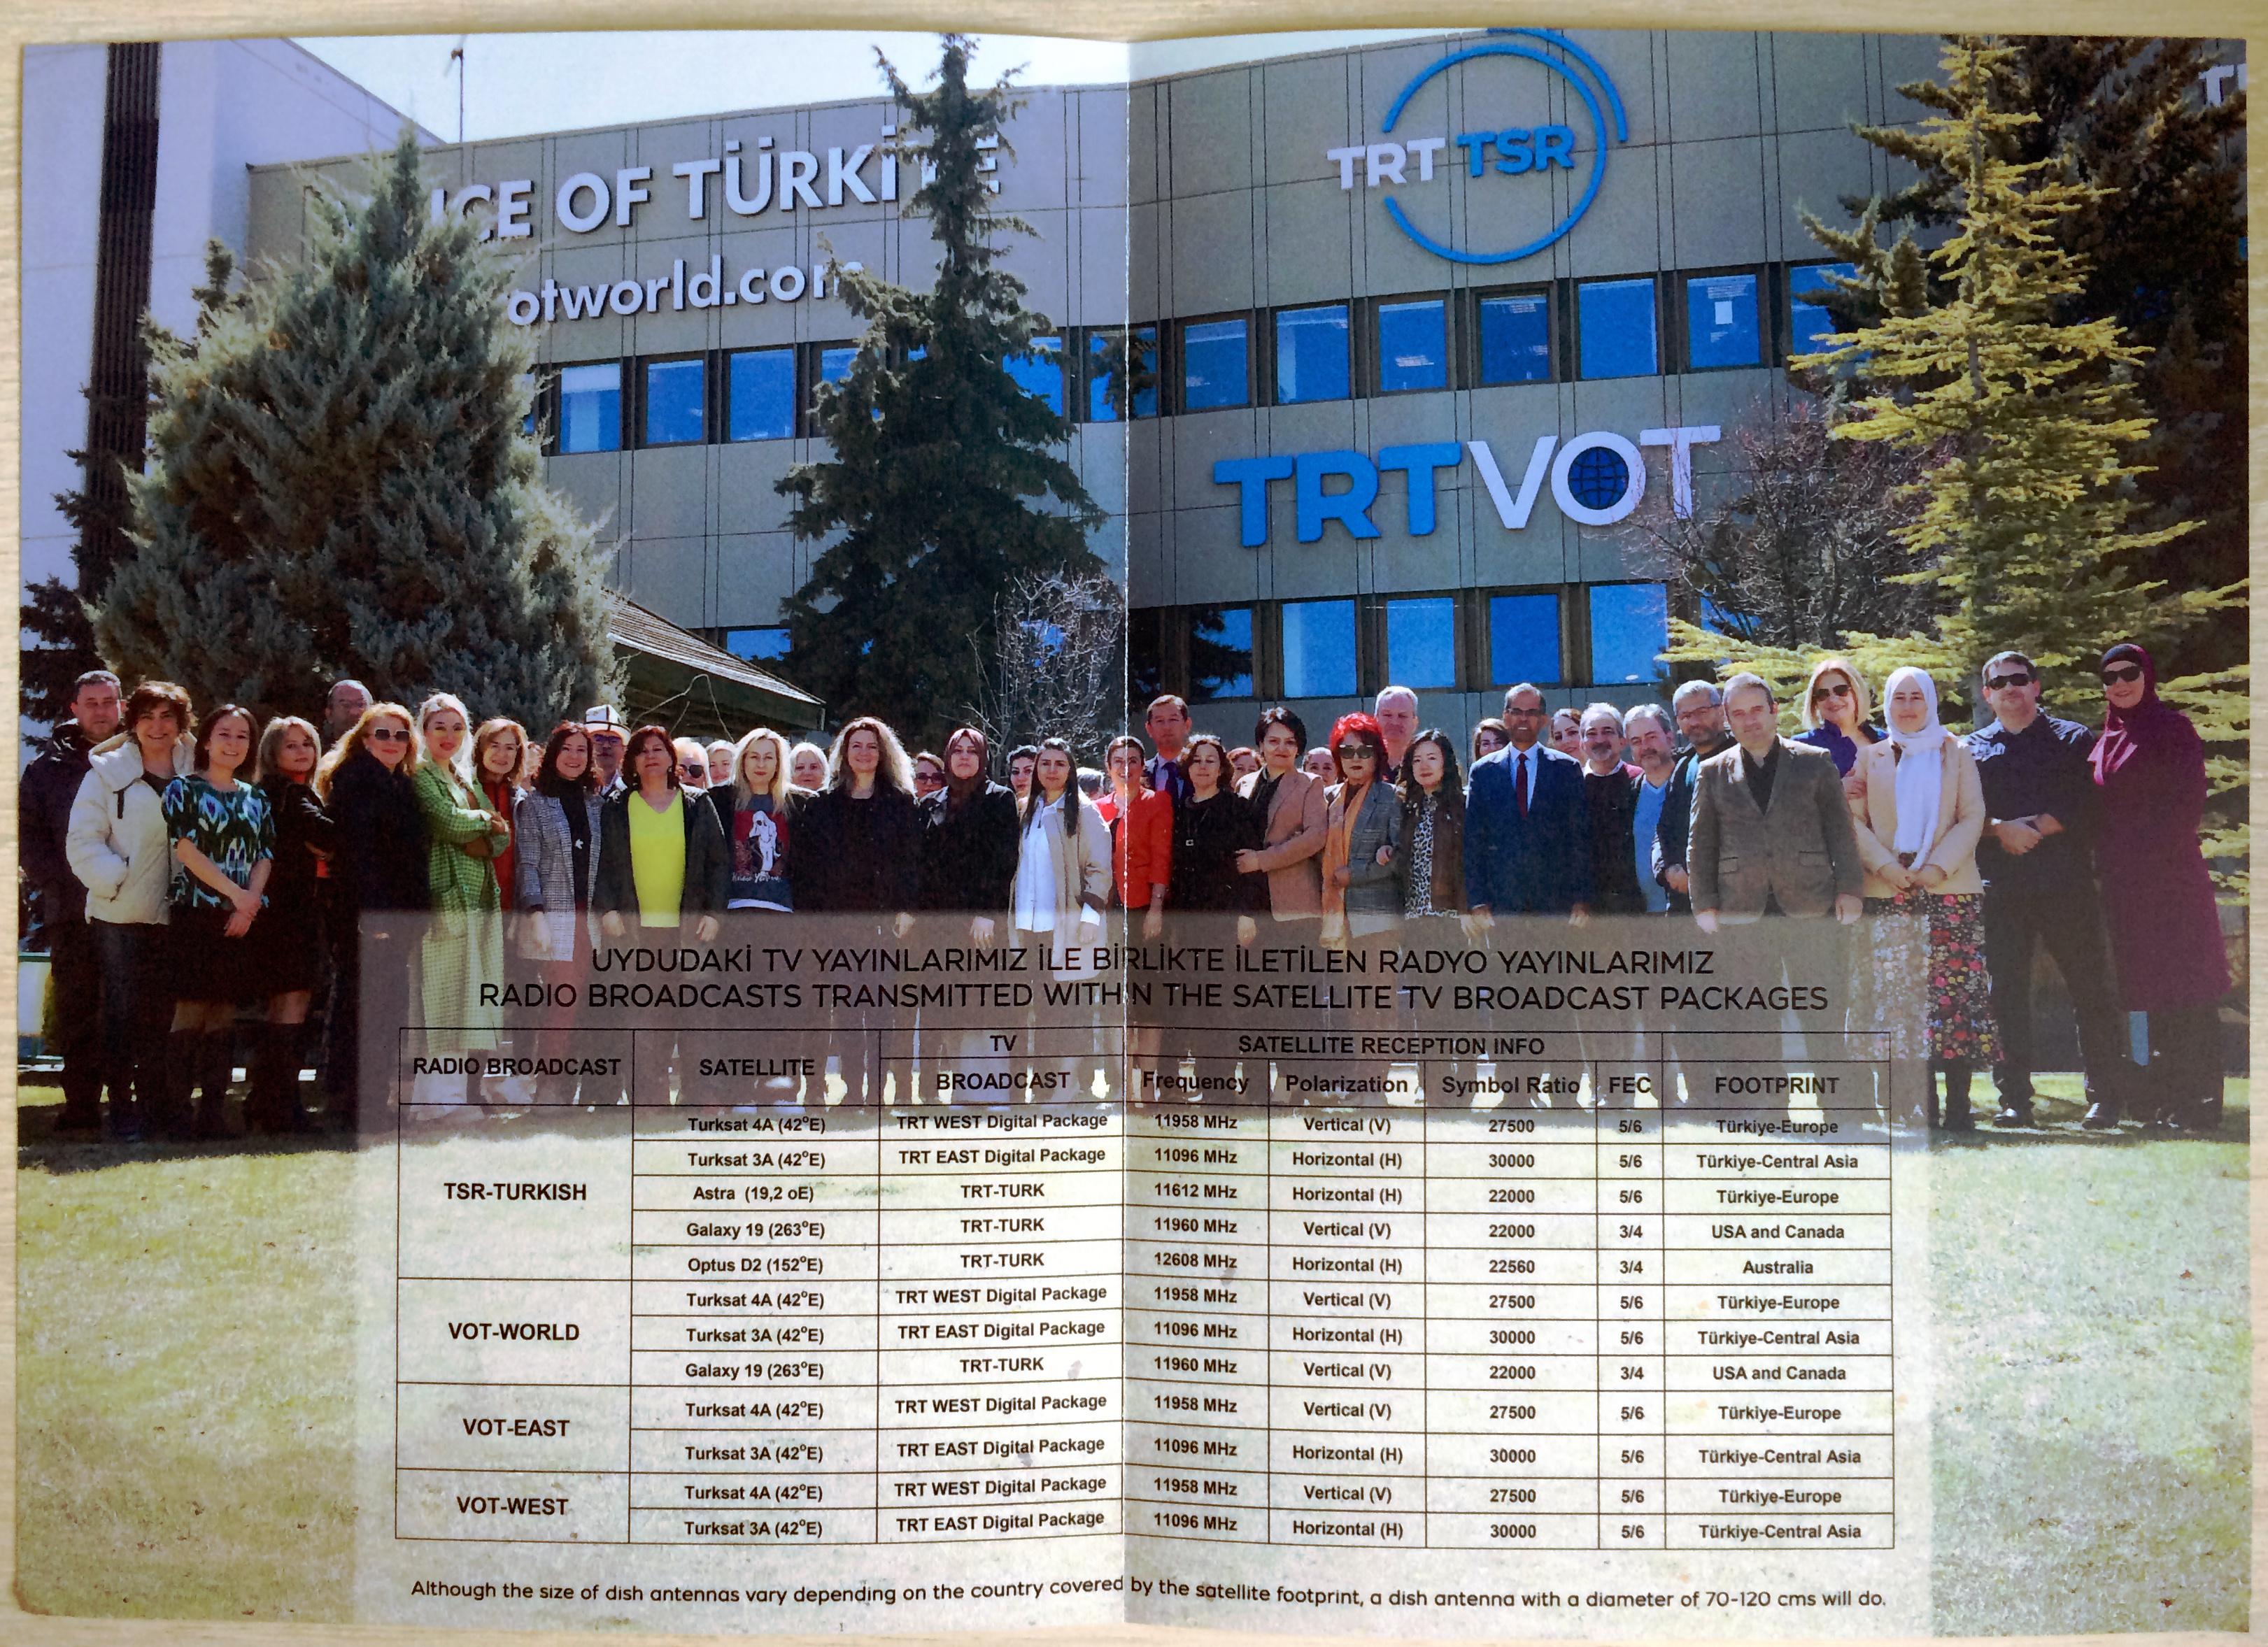 ICE OF TÜRKİYE
otworld.com
TRT TSR
TRT VOT
UYDUDAKİ TV YAYINLARIMIZ İLE BİRLİKTE İLETİLEN RADYO YAYINLARIMIZ
RADIO BROADCASTS TRANSMITTED WITHIN THE SATELLITE TV BROADCAST PACKAGES
RADIO BROADCAST SATELLITE TV BROADCAST SATELLITE RECEPTION INFO
Frequency Polarization Symbol Ratio FEC FOOTPRINT
TSR-TURKISH
Turksat 4A (42°E) TRT WEST Digital Package 11958 MHz Vertical (V) 27500 5/6 Türkiye-Europe
Turksat 3A (42°E) TRT EAST Digital Package 11096 MHz Horizontal (H) 30000 5/6 Türkiye-Central Asia
Astra (19,2 oE) TRT-TURK 11612 MHz Horizontal (H) 22000 5/6 Türkiye-Europe
Galaxy 19 (263°E) TRT-TURK 11960 MHz Vertical (V) 22000 3/4 USA and Canada
Optus D2 (152°E) TRT-TURK 12608 MHz Horizontal (H) 22560 3/4 Australia
VOT-WORLD
Turksat 4A (42°E) TRT WEST Digital Package 11958 MHz Vertical (V) 27500 5/6 Türkiye-Europe
Turksat 3A (42°E) TRT EAST Digital Package 11096 MHz Horizontal (H) 30000 5/6 Türkiye-Central Asia
Galaxy 19 (263°E) TRT-TURK 11960 MHz Vertical (V) 22000 3/4 USA and Canada
VOT-EAST
Turksat 4A (42°E) TRT WEST Digital Package 11958 MHz Vertical (V) 27500 5/6 Türkiye-Europe
Turksat 3A (42°E) TRT EAST Digital Package 11096 MHz Horizontal (H) 30000 5/6 Türkiye-Central Asia
VOT-WEST
Turksat 4A (42°E) TRT WEST Digital Package 11958 MHz Vertical (V) 27500 5/6 Türkiye-Europe
Turksat 3A (42°E) TRT EAST Digital Package 11096 MHz Horizontal (H) 30000 5/6 Türkiye-Central Asia
Although the size of dish antennas vary depending on the country covered by the satellite footprint, a dish antenna with a diameter of 70-120 cms will do.